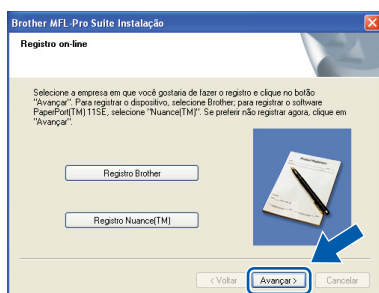 Brother MFL-Pro Suite Instalação
Registro on-line
Selecione a empresa em que você gostaria de fazer o registro e clique no botão
"Avançar". Para registrar o dispositivo, selecione Brother; para registrar o software
PaperPort(TM) 11SE, selecione "Nuance(TM)". Se preferir não registrar agora, clique em
"Avançar".
Registro Brother
Product Registration
Registro Nuance(TM)
< Voltar
Avançar >
Cancelar